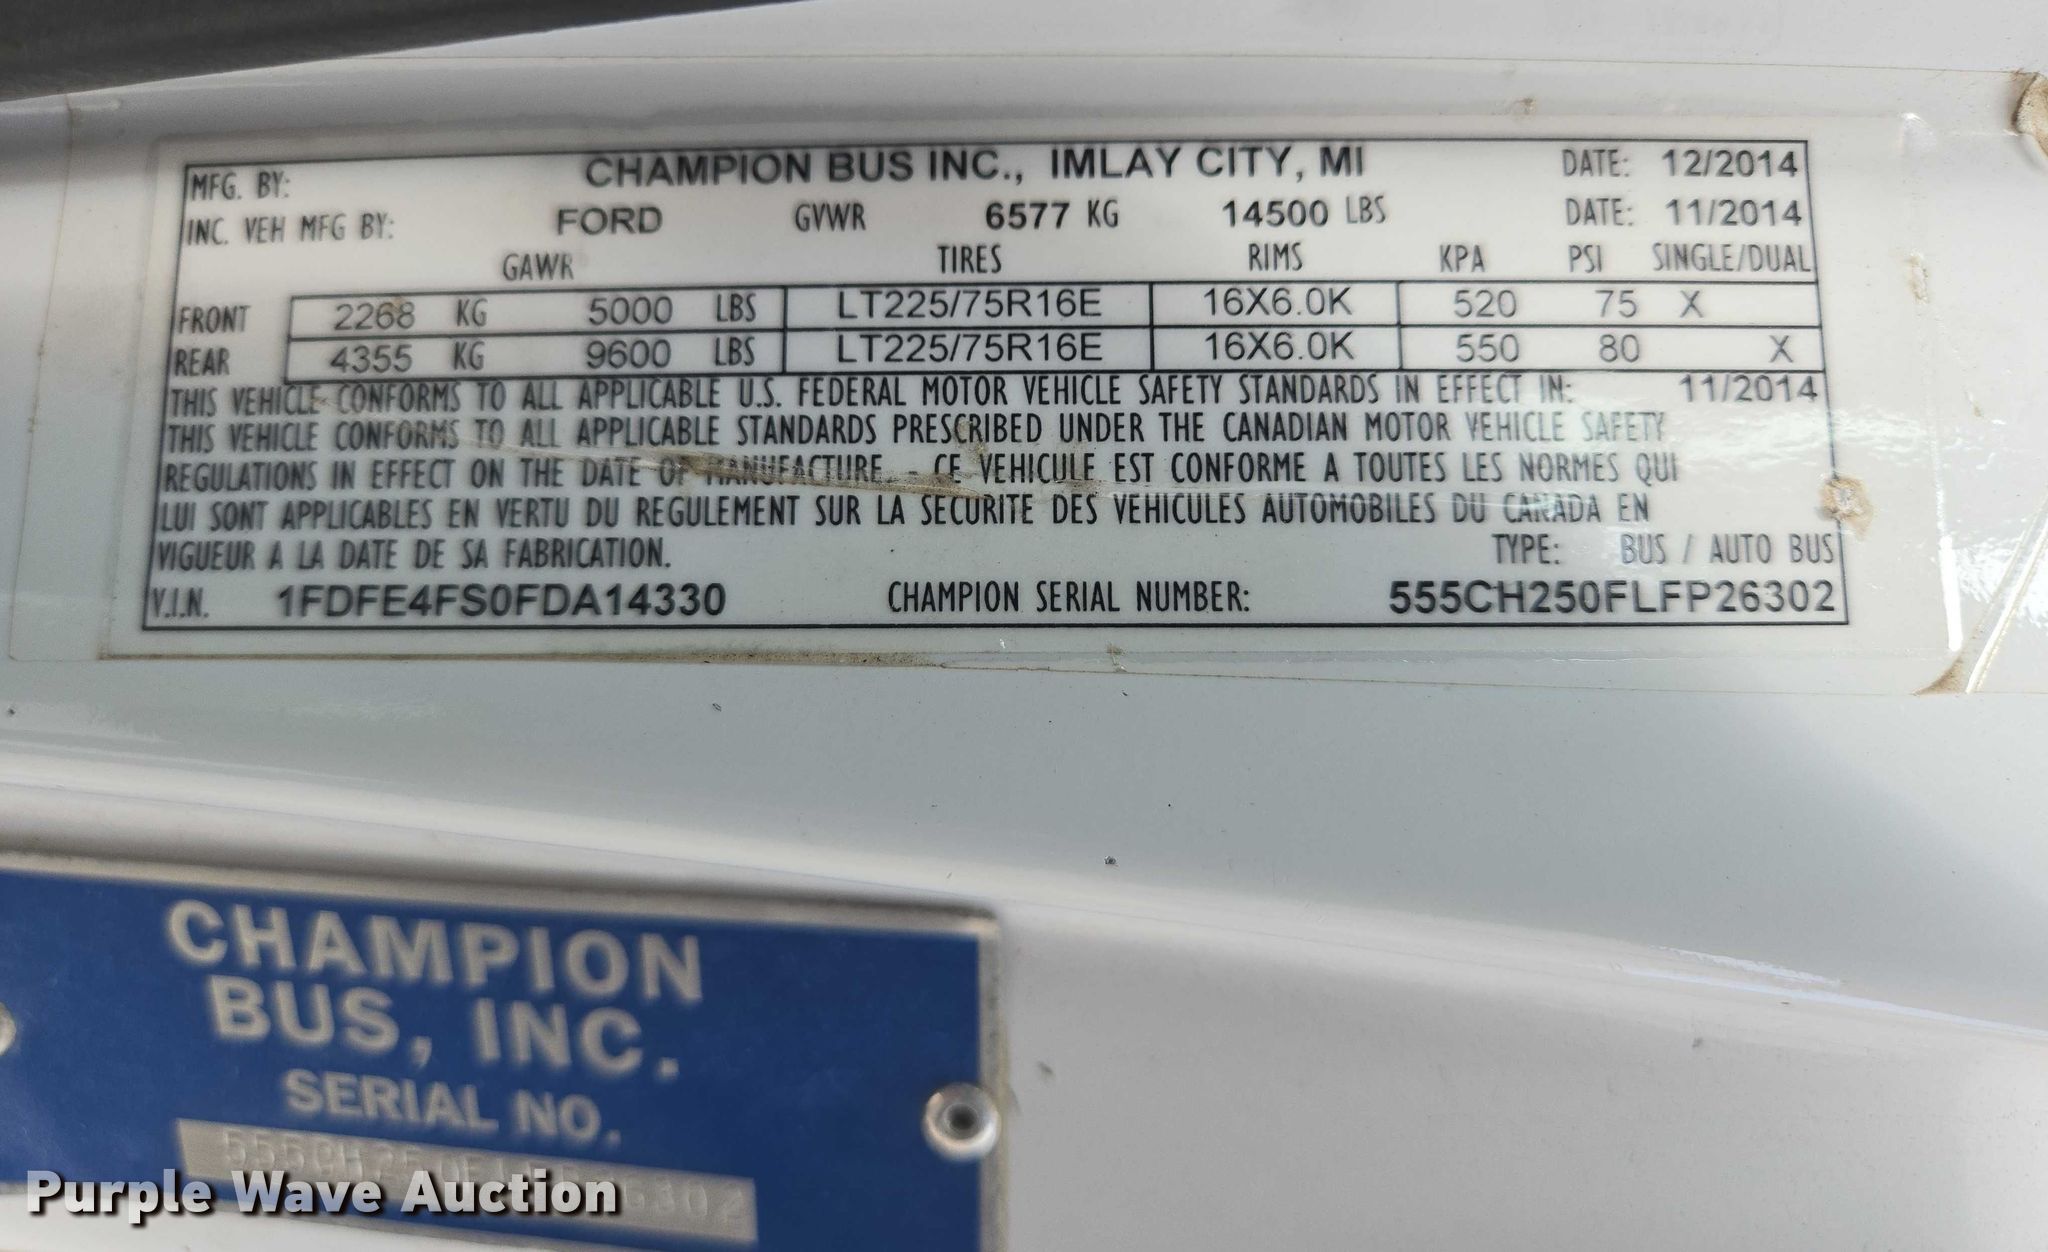 MFG. BY: CHAMPION BUS INC., IMLAY CITY, MI DATE: 12/2014
INC. VEH MFG BY: FORD GVWR 6577 KG 14500 LBS DATE: 11/2014
GAWR TIRES RIMS KPA PSI SINGLE/DUAL
FRONT 2268 KG 5000 LBS LT225/75R16E 16X6.0K 520 75 X
REAR 4355 KG 9600 LBS LT225/75R16E 16X6.0K 550 80 X
THIS VEHICLE CONFORMS TO ALL APPLICABLE U.S. FEDERAL MOTOR VEHICLE SAFETY STANDARDS IN EFFECT IN: 11/2014
THIS VEHICLE CONFORMS TO ALL APPLICABLE STANDARDS PRESCRIBED UNDER THE CANADIAN MOTOR VEHICLE SAFETY
REGULATIONS IN EFFECT ON THE DATE OF MANUFACTURE. - CE VEHICULE EST CONFORME A TOUTES LES NORMES QUI
LUI SONT APPLICABLES EN VERTU DU REGULEMENT SUR LA SECURITE DES VEHICULES AUTOMOBILES DU CANADA EN
VIGUEUR A LA DATE DE SA FABRICATION. TYPE: BUS / AUTO BUS
V.I.N. 1FDFE4FS0FDA14330 CHAMPION SERIAL NUMBER: 555CH250FLFP26302
CHAMPION
BUS, INC.
SERIAL NO.
Purple Wave Auction